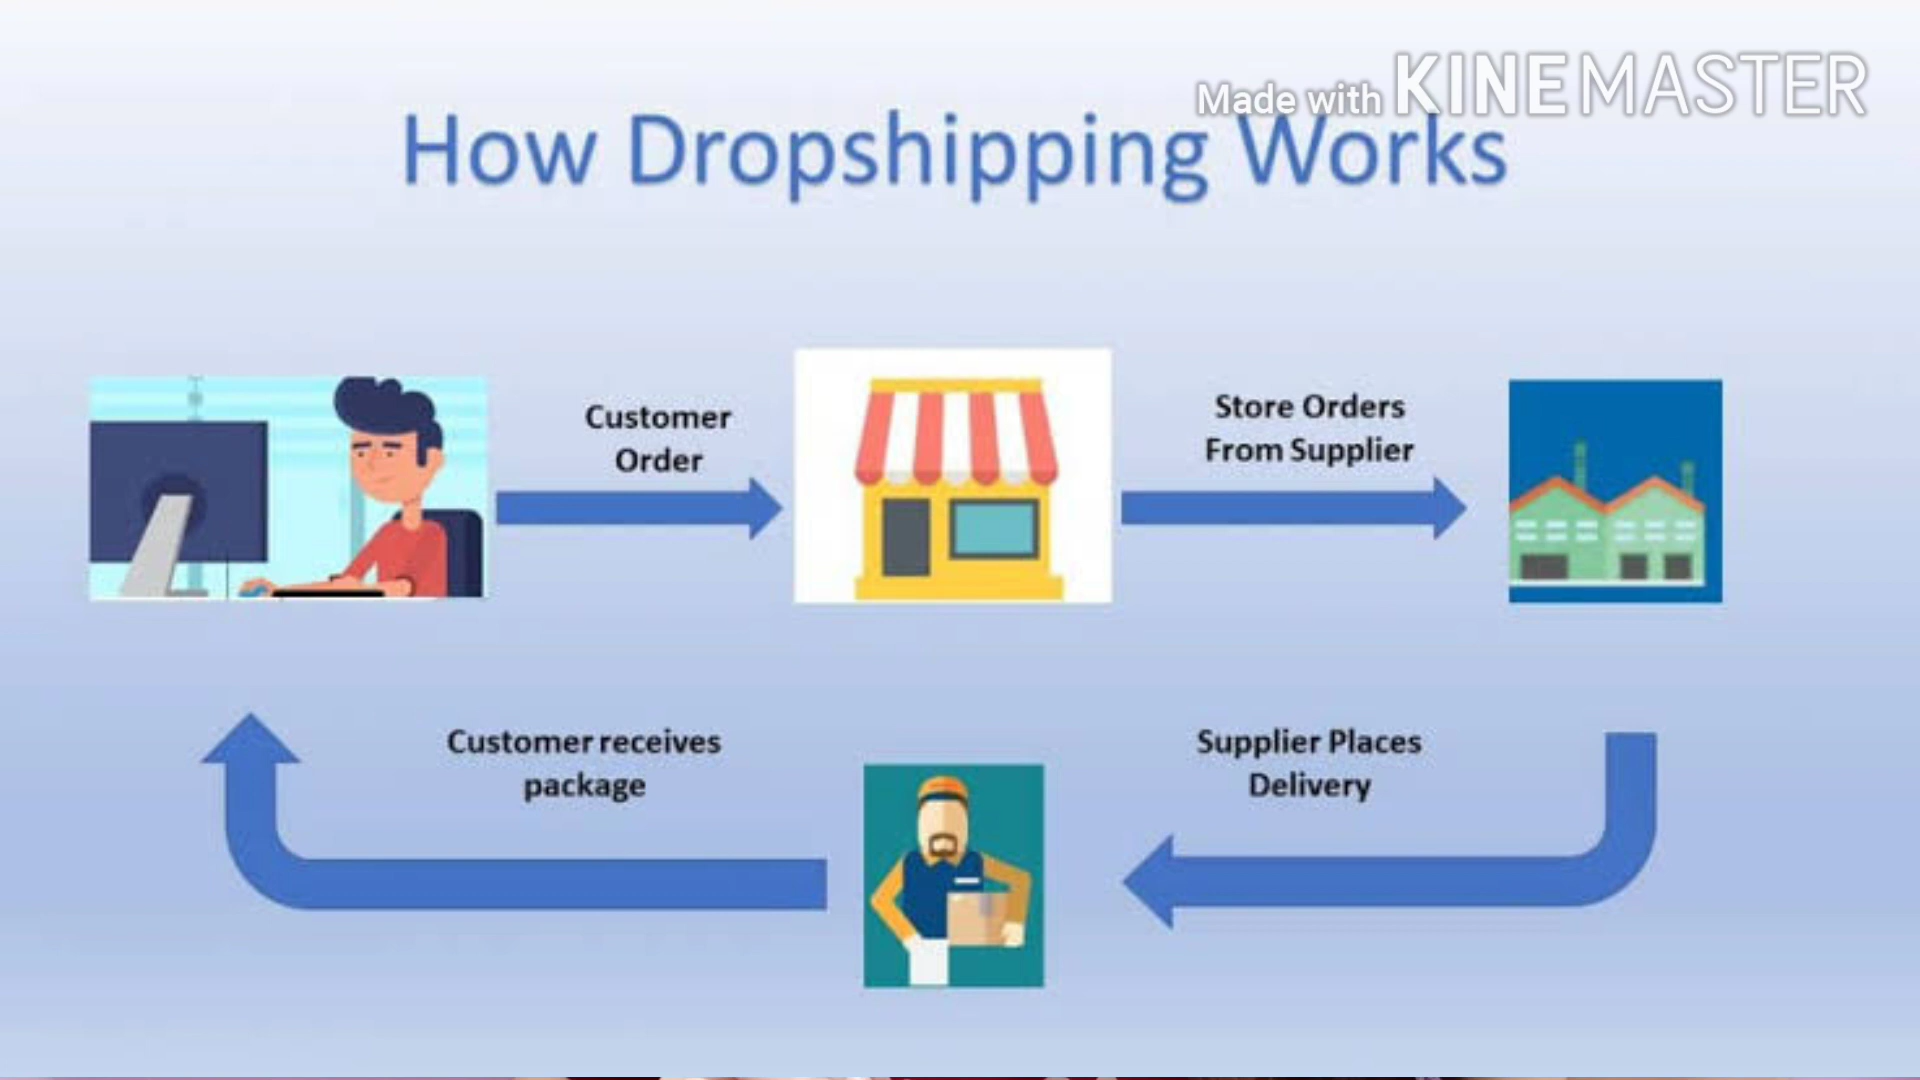 Made with KINEMASTER
How Dropshipping Works
Customer
Order
Store Orders
From Supplier
Customer receives
package
Supplier Places
Delivery